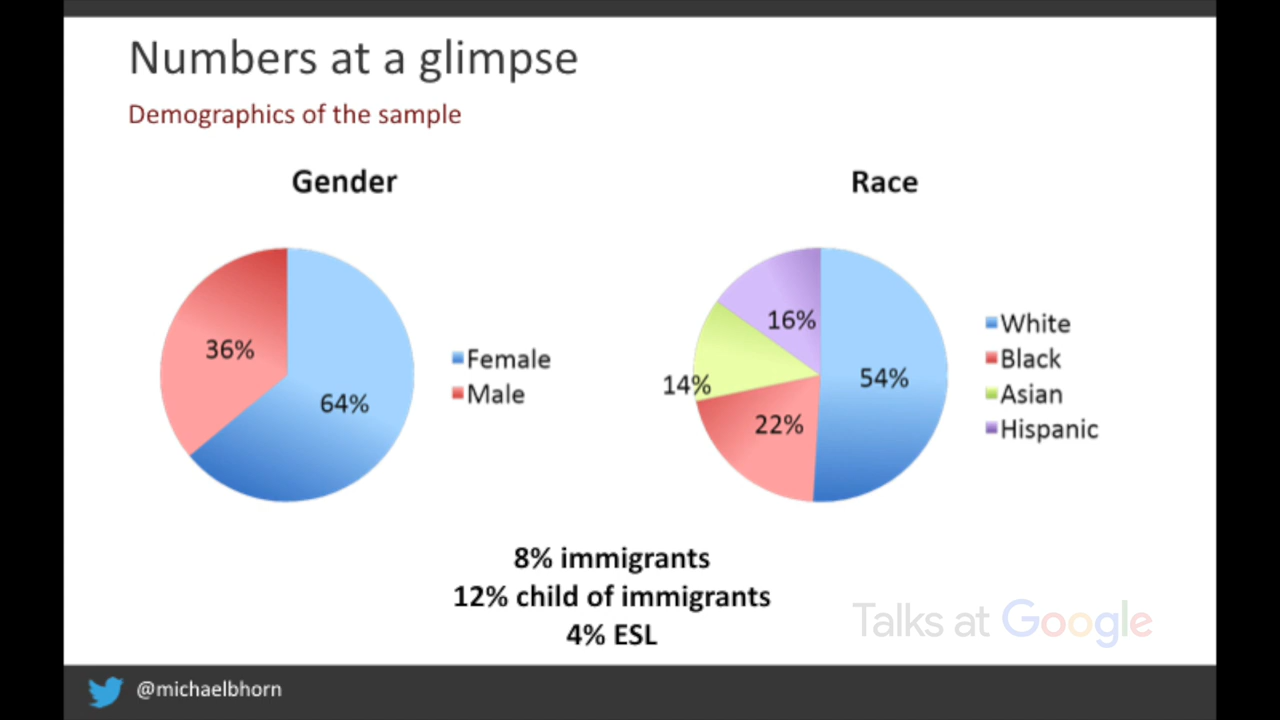 Numbers at a glimpse
Demographics of the sample
Gender
36%
64%
Female
Male
Race
16%
14%
54%
22%
White
Black
Asian
Hispanic
8% immigrants
12% child of immigrants
4% ESL
Talks at Google
@michaelbhorn